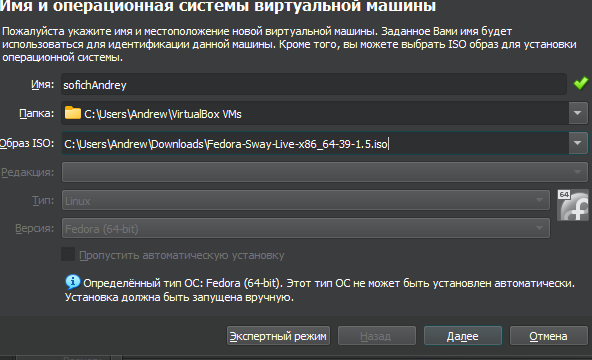 Имя и операционная системы виртуальной машины
Пожалуйста укажите имя и местоположение новой виртуальной машины. Заданное Вами имя будет
использоваться для идентификации данной машины. Кроме того, вы можете выбрать ISO образ для установки
операционной системы.
Имя: sofichAndrey
Папка: C:\Users\Andrew\VirtualBox VMs
Образ ISO: C:\Users\Andrew\Downloads\Fedora-Sway-Live-x86_64-39-1.5.iso
Редакция:
Тип: Linux
64
Версия: Fedora (64-bit)
Пропустить автоматическую установку
Определённый тип ОС: Fedora (64-bit). Этот тип ОС не может быть установлен автоматически.
Установка должна быть запущена вручную.
Экспертный режим Назад Далее Отмена